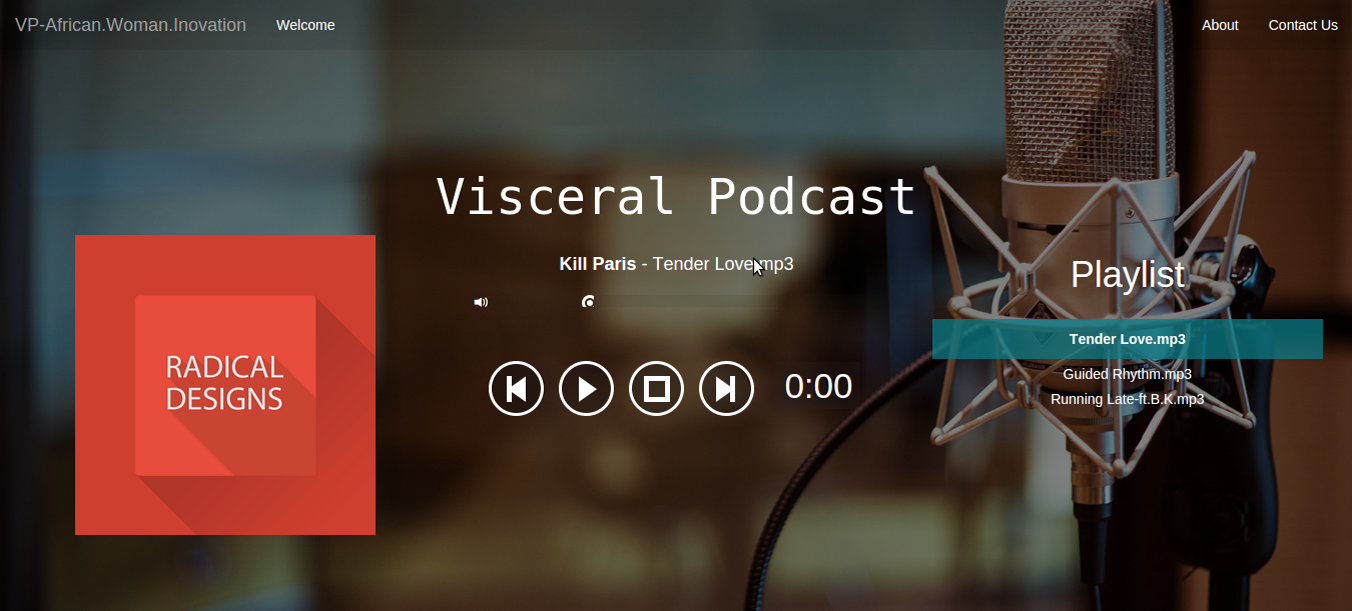 VP-African.Woman.Inovation Welcome About Contact Us
Visceral Podcast
Kill Paris - Tender Love.mp3
0:00
RADICAL
DESIGNS
Playlist
Tender Love.mp3
Guided Rhythm.mp3
Running Late-ft.B.K.mp3